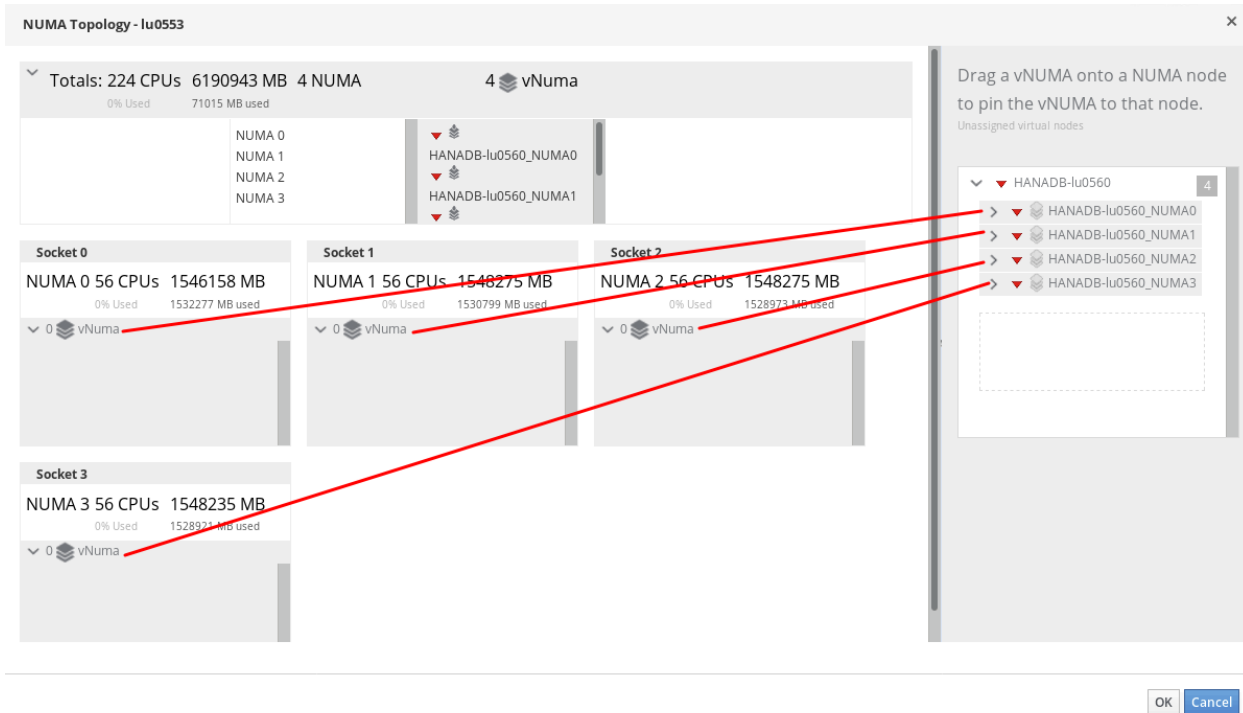 NUMA Topology - lu0553
×
Totals: 224 CPUs 6190943 MB 4 NUMA 4 vNuma
0% Used 71015 MB used
NUMA 0
NUMA 1
NUMA 2
NUMA 3
HANADB-lu0560_NUMA0
HANADB-lu0560_NUMA1
Socket 0
NUMA 0 56 CPUs 1546158 MB
0% Used 1532277 MB used
0 vNuma
Socket 1
NUMA 1 56 CPUs 1548275 MB
0% Used 1530799 MB used
0 vNuma
Socket 2
NUMA 2 56 CPUs 1548275 MB
0% Used 1528973 MB used
0 vNuma
Socket 3
NUMA 3 56 CPUs 1548235 MB
0% Used 1528921 MB used
0 vNuma
Drag a vNUMA onto a NUMA node
to pin the vNUMA to that node.
Unassigned virtual nodes
HANADB-lu0560 4
HANADB-lu0560_NUMA0
HANADB-lu0560_NUMA1
HANADB-lu0560_NUMA2
HANADB-lu0560_NUMA3
OK Cancel